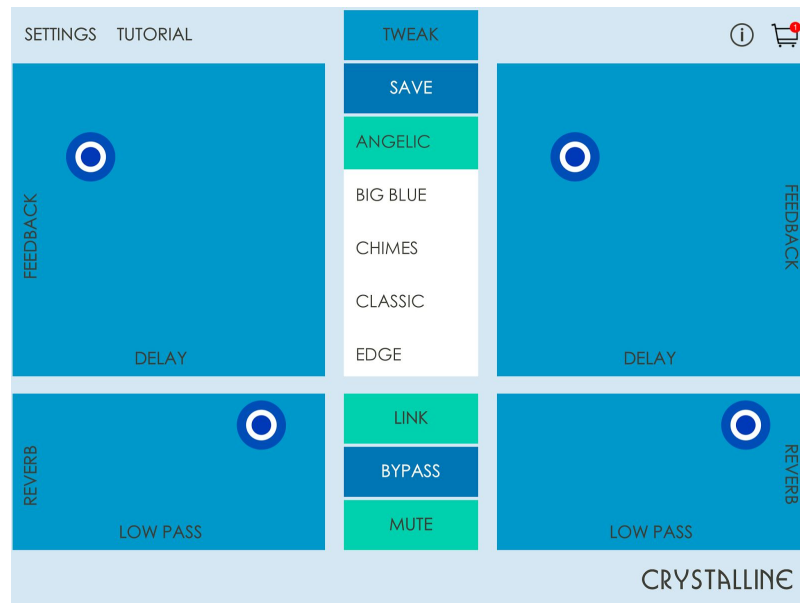 SETTINGS TUTORIAL TWEAK
1
SAVE
ANGELIC
BIG BLUE
CHIMES
CLASSIC
EDGE
FEEDBACK
DELAY
FEEDBACK
DELAY
LINK
BYPASS
MUTE
REVERB
LOW PASS
REVERB
LOW PASS
CRYSTALLINE